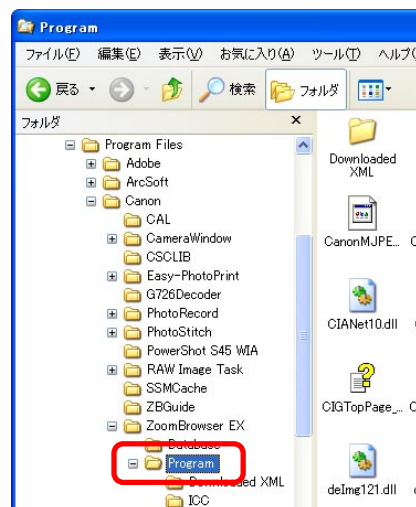 Program
ファイル(F) 編集(E) 表示(V) お気に入り(A) ツール(T) ヘルプ(
戻る 検索 フォルダ
フォルダ ×
Program Files
Adobe
ArcSoft
Canon
CAL
CameraWindow
CSCLIB
Easy-PhotoPrint
G726Decoder
PhotoRecord
PhotoStitch
PowerShot S45 WIA
RAW Image Task
SSMCache
ZBGuide
ZoomBrowser EX
Database
Program
Downloaded XML
ICC
Downloaded
XML
CanonMJPE...
CIANet10.dll
CIGTopPage_...
deImg121.dll